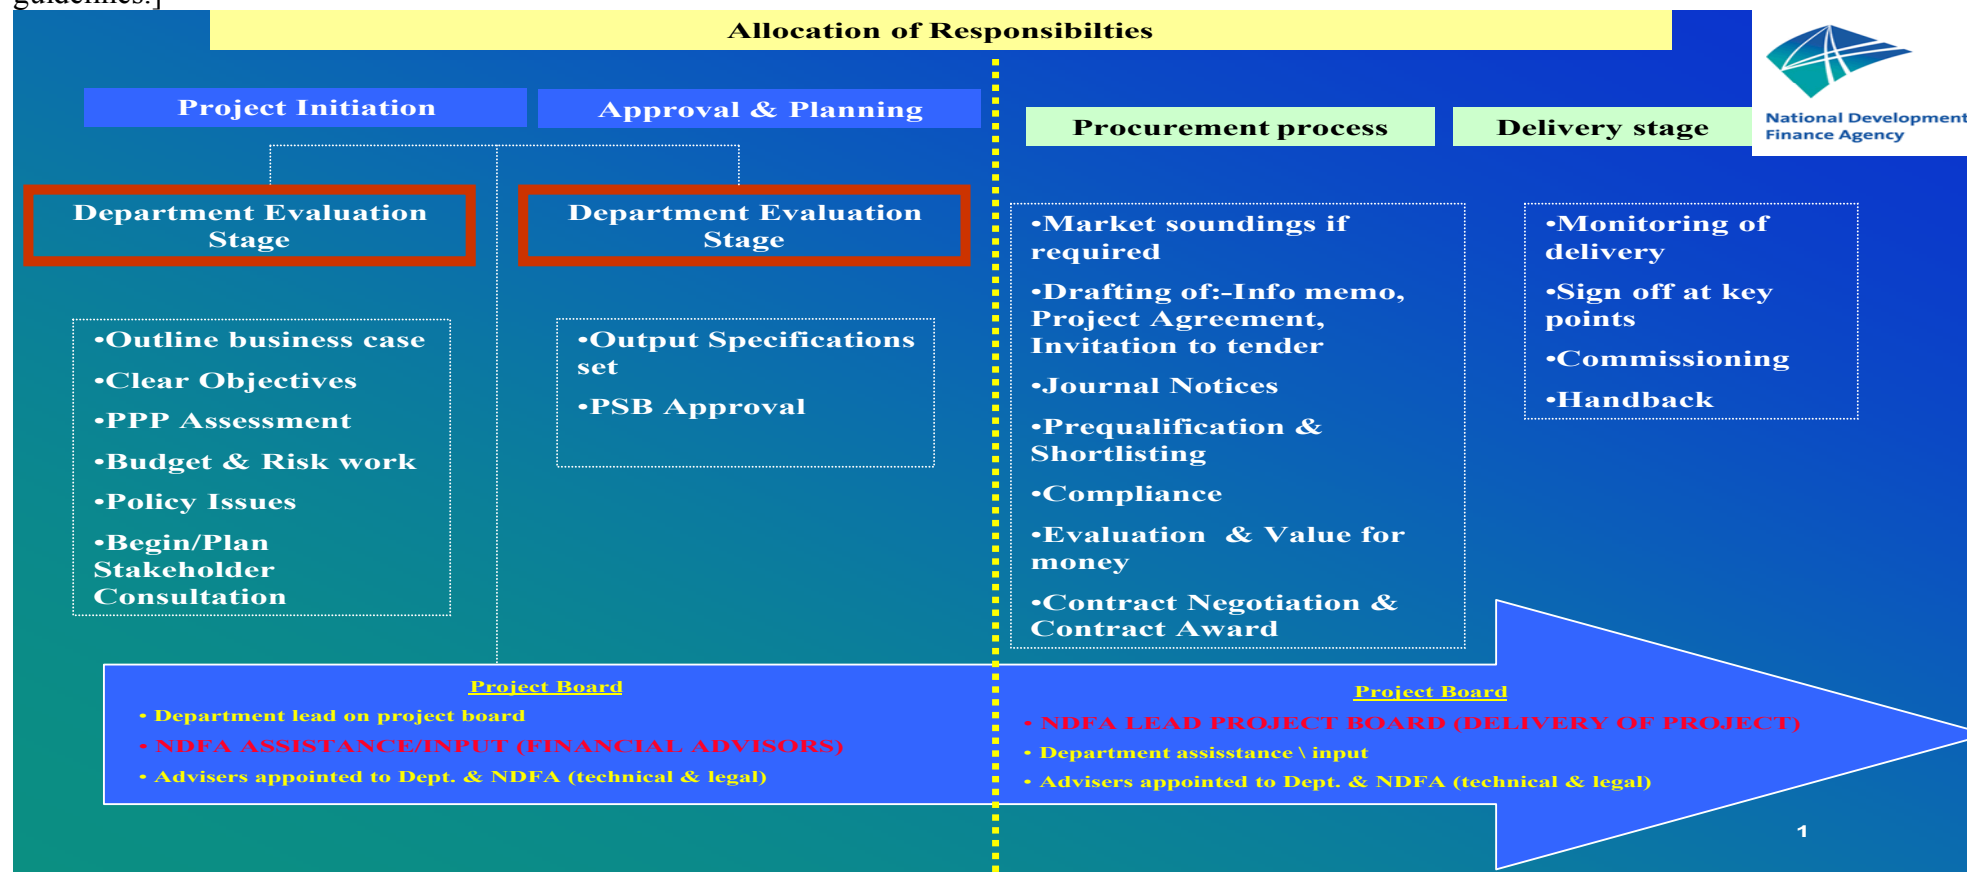 guidelines.]
Allocation of Responsibilties
National Development
Finance Agency
Project Initiation
Approval & Planning
Procurement process
Delivery stage
Department Evaluation
Stage
Department Evaluation
Stage
•Outline business case
•Clear Objectives
•PPP Assessment
•Budget & Risk work
•Policy Issues
•Begin/Plan
Stakeholder
Consultation
•Output Specifications
set
•PSB Approval
•Market soundings if
required
•Drafting of:-Info memo,
Project Agreement,
Invitation to tender
•Journal Notices
•Prequalification &
Shortlisting
•Compliance
•Evaluation & Value for
money
•Contract Negotiation &
Contract Award
•Monitoring of
delivery
•Sign off at key
points
•Commissioning
•Handback
Project Board
• Department lead on project board
• NDFA ASSISTANCE/INPUT (FINANCIAL ADVISORS)
• Advisers appointed to Dept. & NDFA (technical & legal)
Project Board
• NDFA LEAD PROJECT BOARD (DELIVERY OF PROJECT)
• Department assisstance \ input
• Advisers appointed to Dept. & NDFA (technical & legal)
1